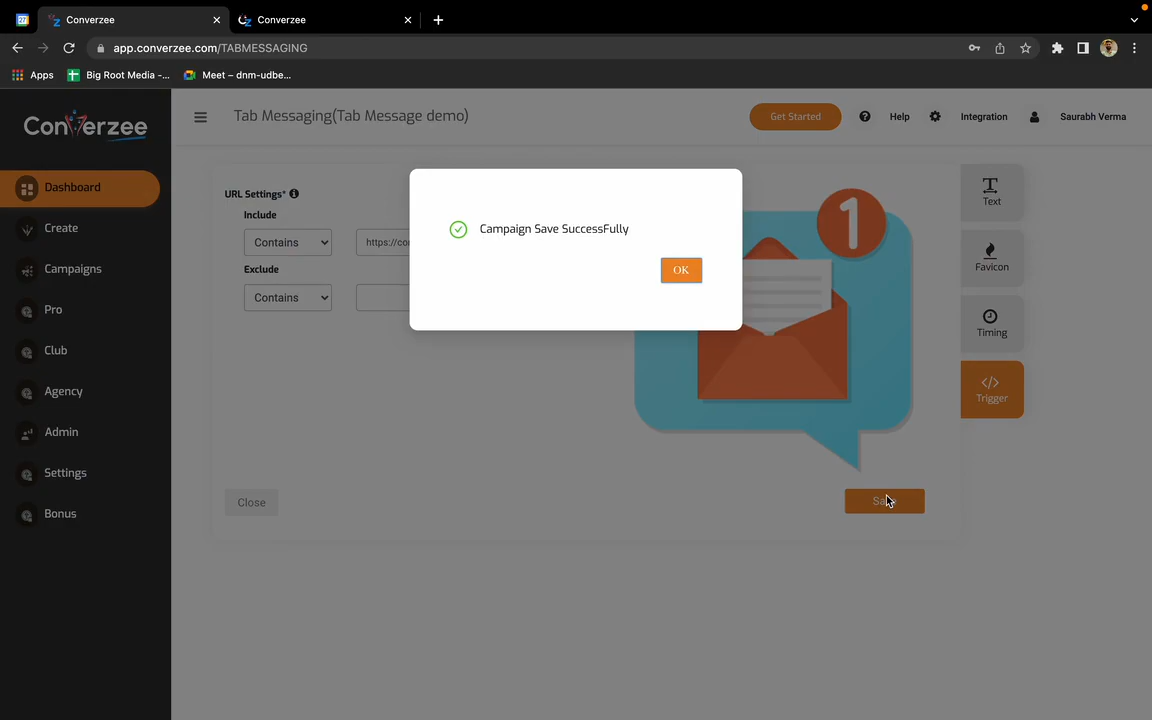 27
Converzee
Converzee
app.converzee.com/TABMESSAGING
Apps
Big Root Media -...
Meet – dnm-udbe...
Converzee
Tab Messaging(Tab Message demo)
Get Started
Help
Integration
Saurabh Verma
Dashboard
Create
Campaigns
Pro
Club
Agency
Admin
Settings
Bonus
URL Settings*
Include
Contains
Exclude
Contains
Campaign Save SuccessFully
OK
1
Text
Favicon
Timing
</>
Trigger
Close